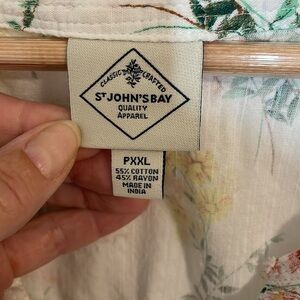 CLASSIC CRAFTED
ST JOHN'S BAY
QUALITY
APPAREL
PXXL
55% COTTON
45% RAYON
MADE IN
INDIA